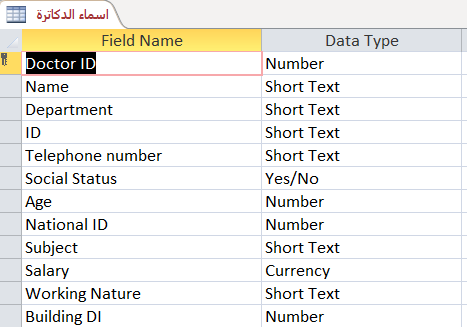 اسماء الدكاترة
Field Name Data Type
Doctor ID Number
Name Short Text
Department Short Text
ID Short Text
Telephone number Short Text
Social Status Yes/No
Age Number
National ID Number
Subject Short Text
Salary Currency
Working Nature Short Text
Building DI Number